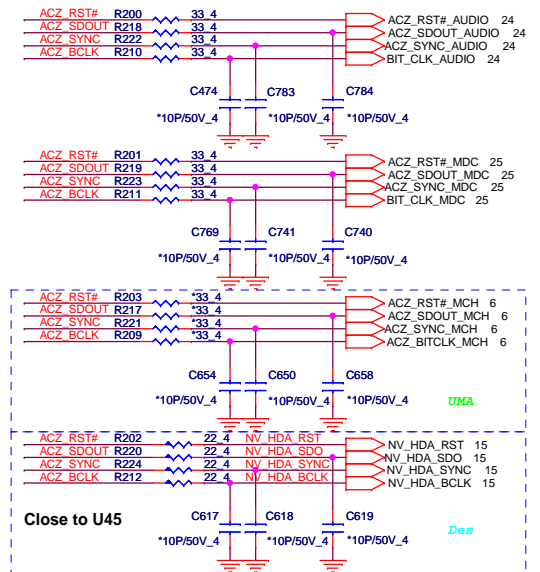 ACZ_RST# R200 33_4 ACZ_RST#_AUDIO 24
ACZ_SDOUT R218 33_4 ACZ_SDOUT_AUDIO 24
ACZ_SYNC R222 33_4 ACZ_SYNC_AUDIO 24
ACZ_BCLK R210 33_4 BIT_CLK_AUDIO 24
C474 C783 C784
*10P/50V_4 *10P/50V_4 *10P/50V_4
ACZ_RST# R201 33_4 ACZ_RST#_MDC 25
ACZ_SDOUT R219 33_4 ACZ_SDOUT_MDC 25
ACZ_SYNC R223 33_4 ACZ_SYNC_MDC 25
ACZ_BCLK R211 33_4 BIT_CLK_MDC 25
C769 C741 C740
*10P/50V_4 *10P/50V_4 *10P/50V_4
ACZ_RST# R203 *33_4 ACZ_RST#_MCH 6
ACZ_SDOUT R217 *33_4 ACZ_SDOUT_MCH 6
ACZ_SYNC R221 *33_4 ACZ_SYNC_MCH 6
ACZ_BCLK R209 *33_4 ACZ_BITCLK_MCH 6
C654 C650 C658
*10P/50V_4 *10P/50V_4 *10P/50V_4 UMA
ACZ_RST# R202 22_4 NV_HDA_RST NV_HDA_RST 15
ACZ_SDOUT R220 22_4 NV_HDA_SDO NV_HDA_SDO 15
ACZ_SYNC R224 22_4 NV_HDA_SYNC NV_HDA_SYNC 15
ACZ_BCLK R212 22_4 NV_HDA_BCLK NV_HDA_BCLK 15
Close to U45 C617 C618 C619 Des
*10P/50V_4 *10P/50V_4 *10P/50V_4